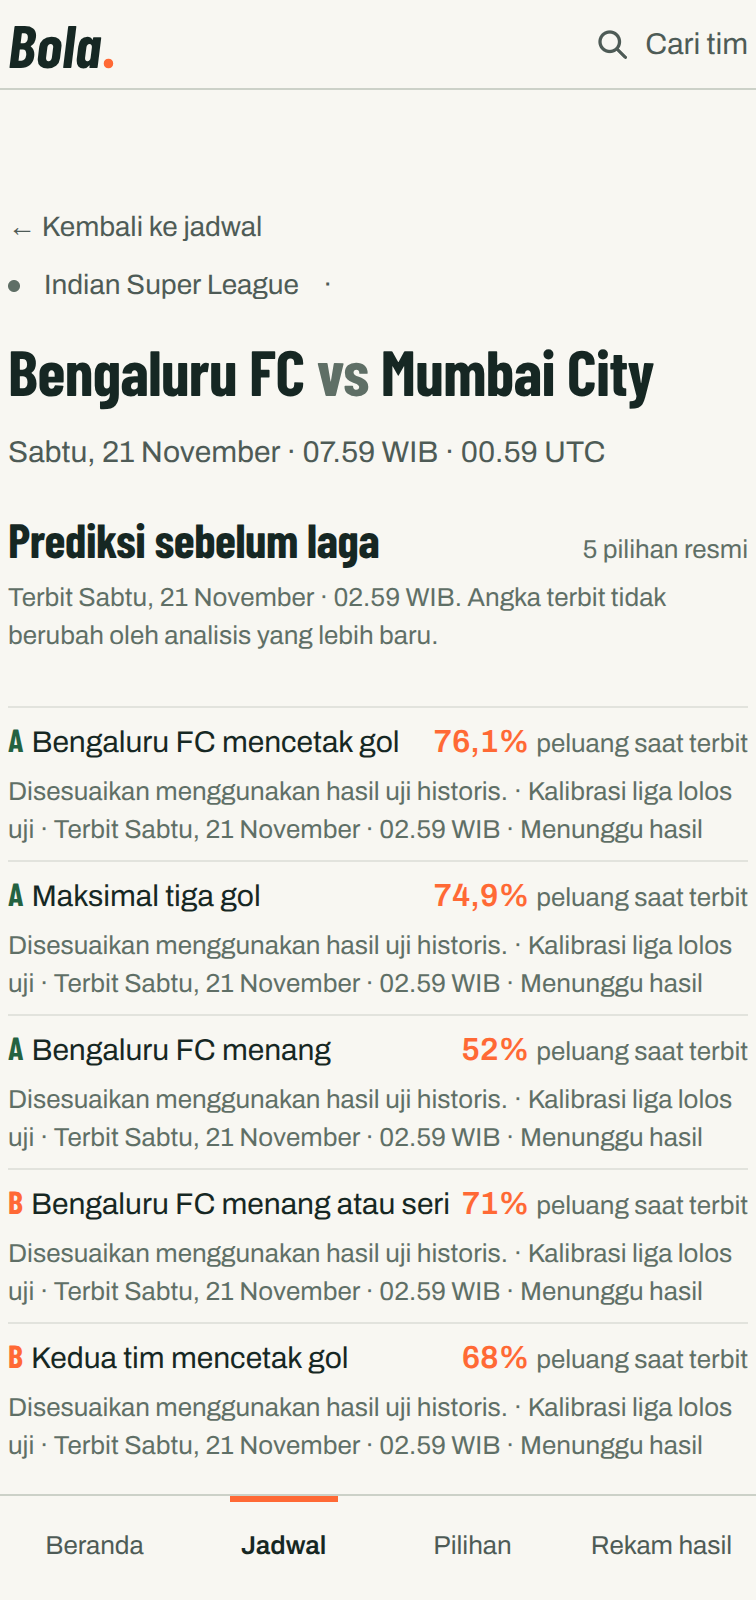 Bola.
Cari tim
← Kembali ke jadwal
Indian Super League ·
Bengaluru FC vs Mumbai City
Sabtu, 21 November · 07.59 WIB · 00.59 UTC
Prediksi sebelum laga
5 pilihan resmi
Terbit Sabtu, 21 November · 02.59 WIB. Angka terbit tidak
berubah oleh analisis yang lebih baru.
A Bengaluru FC mencetak gol 76,1% peluang saat terbit
Disesuaikan menggunakan hasil uji historis. · Kalibrasi liga lolos
uji · Terbit Sabtu, 21 November · 02.59 WIB · Menunggu hasil
A Maksimal tiga gol 74,9% peluang saat terbit
Disesuaikan menggunakan hasil uji historis. · Kalibrasi liga lolos
uji · Terbit Sabtu, 21 November · 02.59 WIB · Menunggu hasil
A Bengaluru FC menang 52% peluang saat terbit
Disesuaikan menggunakan hasil uji historis. · Kalibrasi liga lolos
uji · Terbit Sabtu, 21 November · 02.59 WIB · Menunggu hasil
B Bengaluru FC menang atau seri 71% peluang saat terbit
Disesuaikan menggunakan hasil uji historis. · Kalibrasi liga lolos
uji · Terbit Sabtu, 21 November · 02.59 WIB · Menunggu hasil
B Kedua tim mencetak gol 68% peluang saat terbit
Disesuaikan menggunakan hasil uji historis. · Kalibrasi liga lolos
uji · Terbit Sabtu, 21 November · 02.59 WIB · Menunggu hasil
Beranda Jadwal Pilihan Rekam hasil